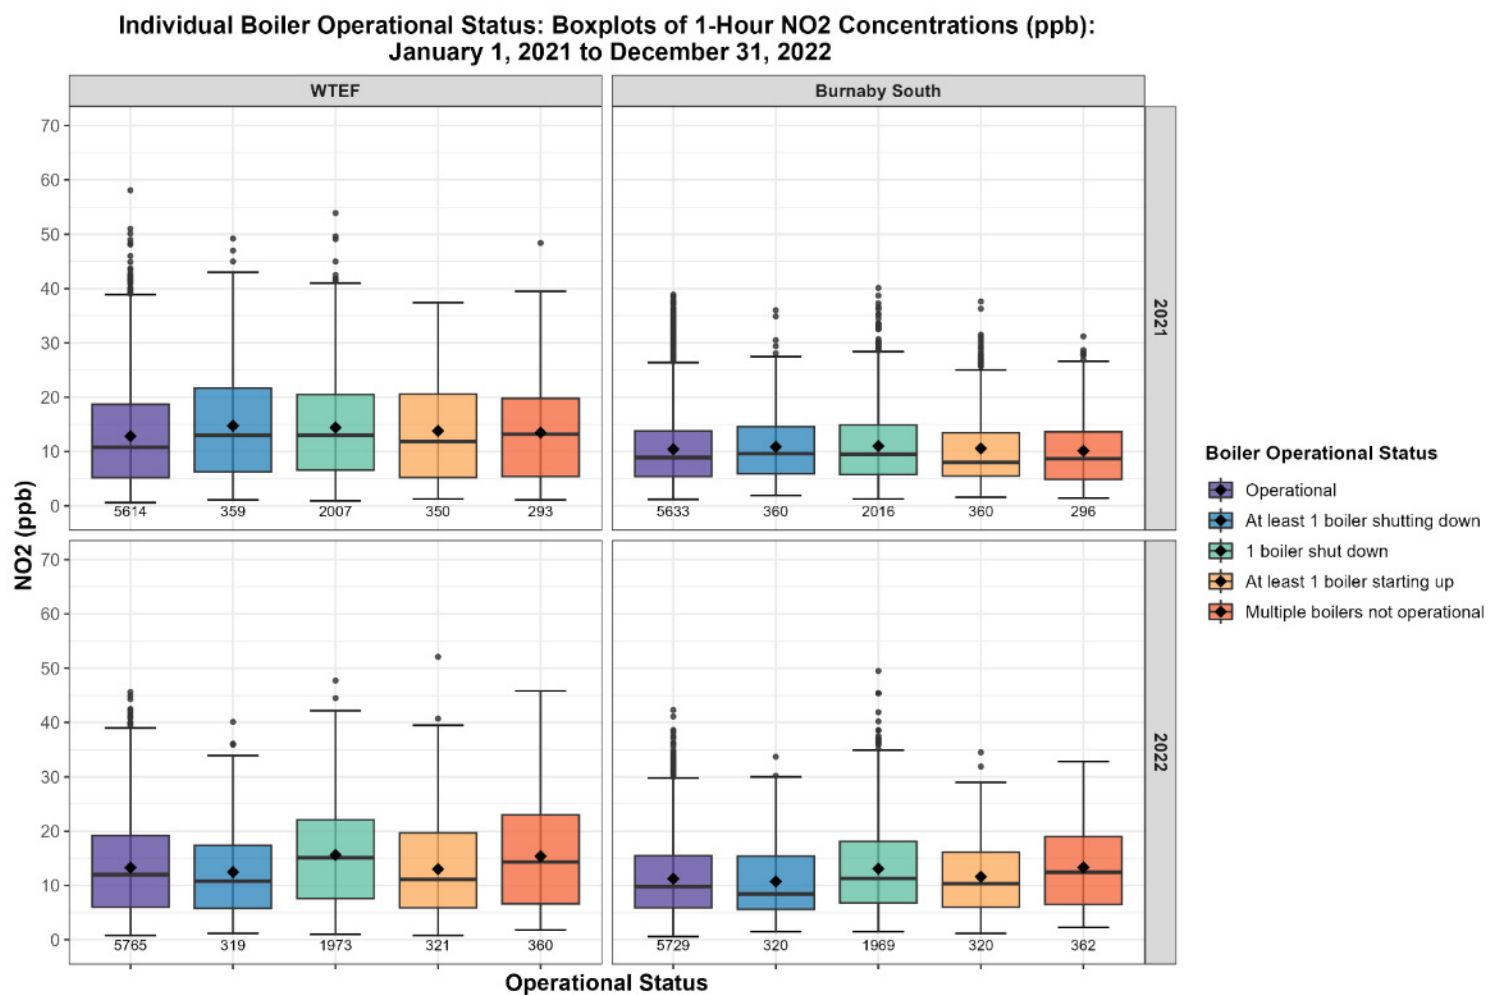 Individual Boiler Operational Status: Boxplots of 1-Hour NO2 Concentrations (ppb):
January 1, 2021 to December 31, 2022
WTEF
Burnaby South
70
60
50
40
30
20
10
0
5614 359 2007 350 293
5633 360 2016 360 296
2021
70
60
50
40
30
20
10
0
5765 319 1973 321 360
5729 320 1969 320 362
2022
NO2 (ppb)
Operational Status
Boiler Operational Status
Operational
At least 1 boiler shutting down
1 boiler shut down
At least 1 boiler starting up
Multiple boilers not operational